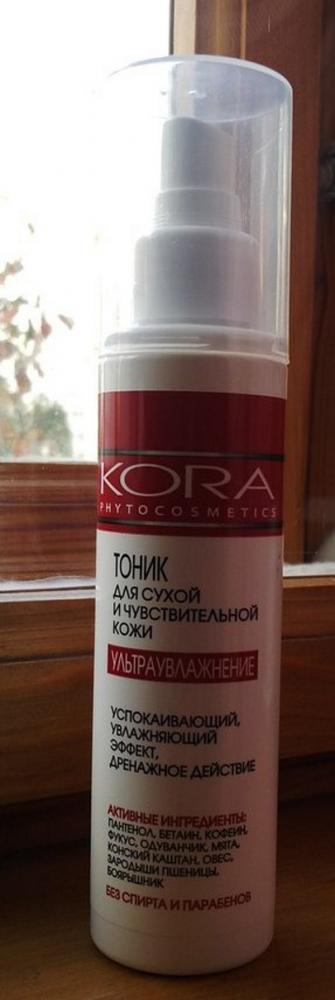 KORA
PHYTOCOSMETICS
ТОНИК
ДЛЯ СУХОЙ
И ЧУВСТВИТЕЛЬНОЙ
КОЖИ
УЛЬТРАУВЛАЖНЕНИЕ
УСПОКАИВАЮЩИЙ,
УВЛАЖНЯЮЩИЙ
ЭФФЕКТ,
ДРЕНАЖНОЕ ДЕЙСТВИЕ
АКТИВНЫЕ ИНГРЕДИЕНТЫ:
ПАНТЕНОЛ, БЕТАИН, КОФЕИН,
ФУКУС, ОДУВАНЧИК, МЯТА,
КОНСКИЙ КАШТАН, ОВЕС,
ЗАРОДЫШИ ПШЕНИЦЫ,
БОЯРЫШНИК
БЕЗ СПИРТА И ПАРАБЕНОВ